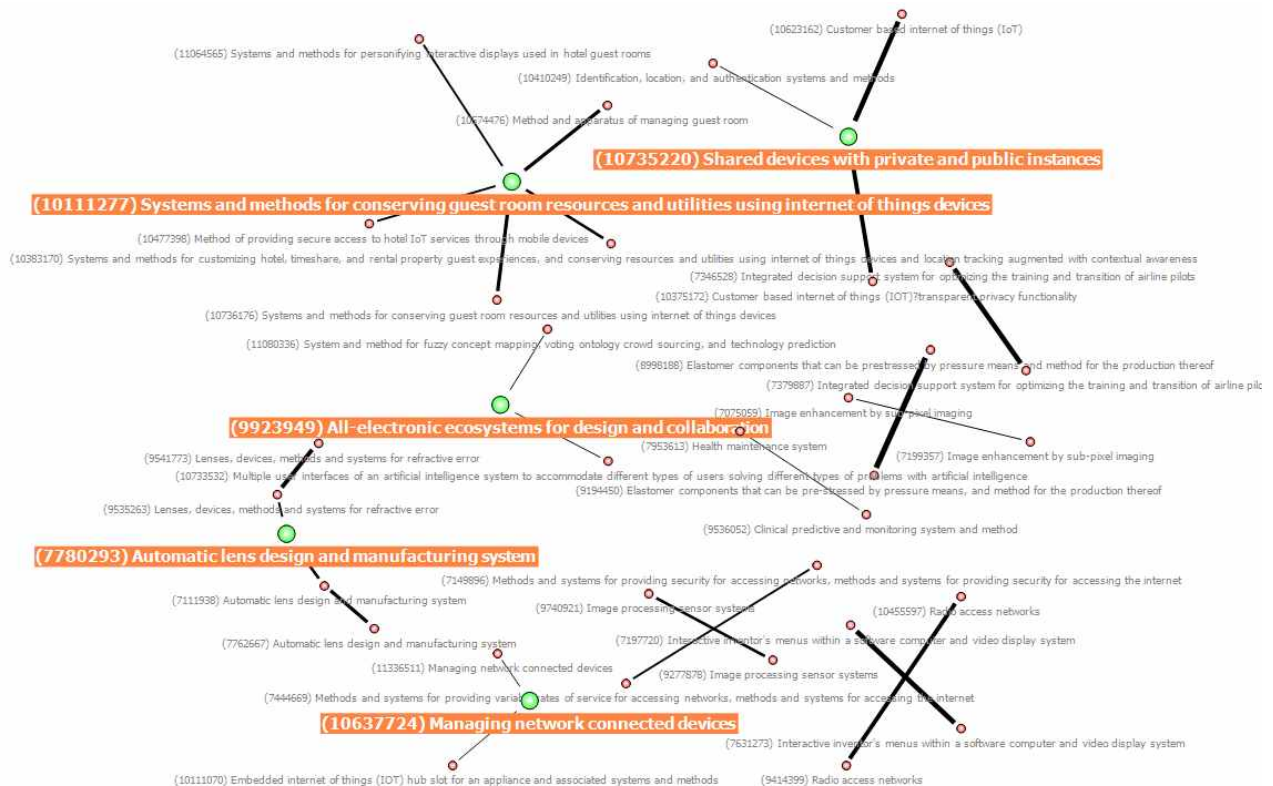 (10623162) Customer based internet of things (IoT)
(11064565) Systems and methods for personifying interactive displays used in hotel guest rooms
(10410249) Identification, location, and authentication systems and methods
(10574476) Method and apparatus of managing guest room
(10735220) Shared devices with private and public instances
(10111277) Systems and methods for conserving guest room resources and utilities using internet of things devices
(10477398) Method of providing secure access to hotel IoT services through mobile devices
(10383170) Systems and methods for customizing hotel, timeshare, and rental property guest experiences, and conserving resources and utilities using internet of things devices and location tracking augmented with contextual awareness
(7346528) Integrated decision support system for optimizing the training and transition of airline pilots
(10375172) Customer based internet of things (IOT)?transparent privacy functionality
(10736176) Systems and methods for conserving guest room resources and utilities using internet of things devices
(11080336) System and method for fuzzy concept mapping, voting ontology crowd sourcing, and technology prediction
(8998188) Elastomer components that can be prestressed by pressure means and method for the production thereof
(7379887) Integrated decision support system for optimizing the training and transition of airline pilo
(7075059) Image enhancement by sub-pixel imaging
(9923949) All-electronic ecosystems for design and collaboration
(7953613) Health maintenance system
(9541773) Lenses, devices, methods and systems for refractive error
(7199357) Image enhancement by sub-pixel imaging
(10733532) Multiple user interfaces of an artificial intelligence system to accommodate different types of users solving different types of problems with artificial intelligence
(9194450) Elastomer components that can be pre-stressed by pressure means, and method for the production thereof
(9535263) Lenses, devices, methods and systems for refractive error
(9536052) Clinical predictive and monitoring system and method
(7780293) Automatic lens design and manufacturing system
(7149896) Methods and systems for providing security for accessing networks, methods and systems for providing security for accessing the internet
(7111938) Automatic lens design and manufacturing system
(9740921) Image processing sensor systems
(10455597) Radio access networks
(7762667) Automatic lens design and manufacturing system
(7197720) Interactive inventor's menus within a software computer and video display system
(11336511) Managing network connected devices
(9277878) Image processing sensor systems
(7444669) Methods and systems for providing variable rates of service for accessing networks, methods and systems for accessing the internet
(10637724) Managing network connected devices
(7631273) Interactive inventor's menus within a software computer and video display system
(10111070) Embedded internet of things (IOT) hub slot for an appliance and associated systems and methods
(9414399) Radio access networks